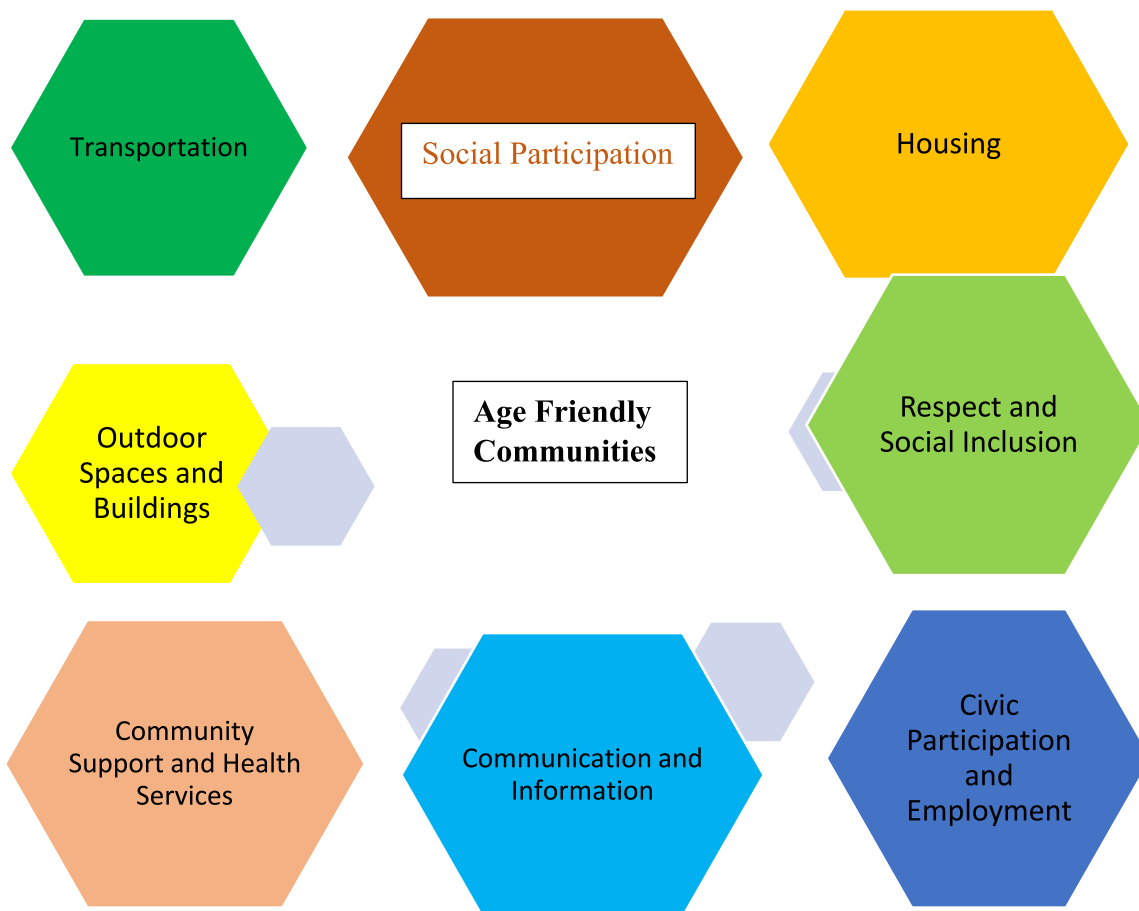 Transportation
Social Participation
Housing
Outdoor
Spaces and
Buildings
Age Friendly
Communities
Respect and
Social Inclusion
Community
Support and Health
Services
Communication and
Information
Civic
Participation
and
Employment